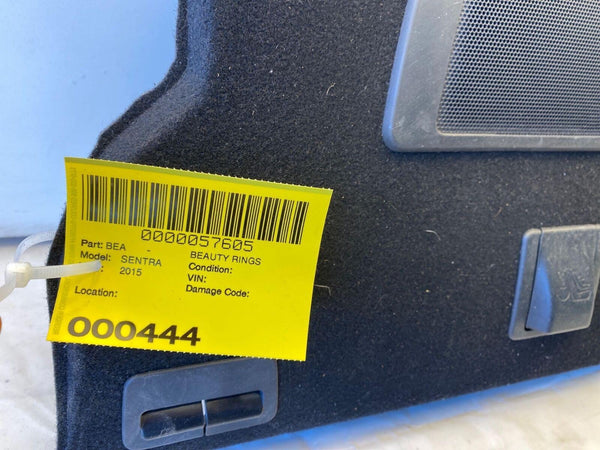 0000057605
Part: BEA BEAUTY RINGS
Model: SENTRA Condition:
2015 VIN:
Location: Damage Code:
000444